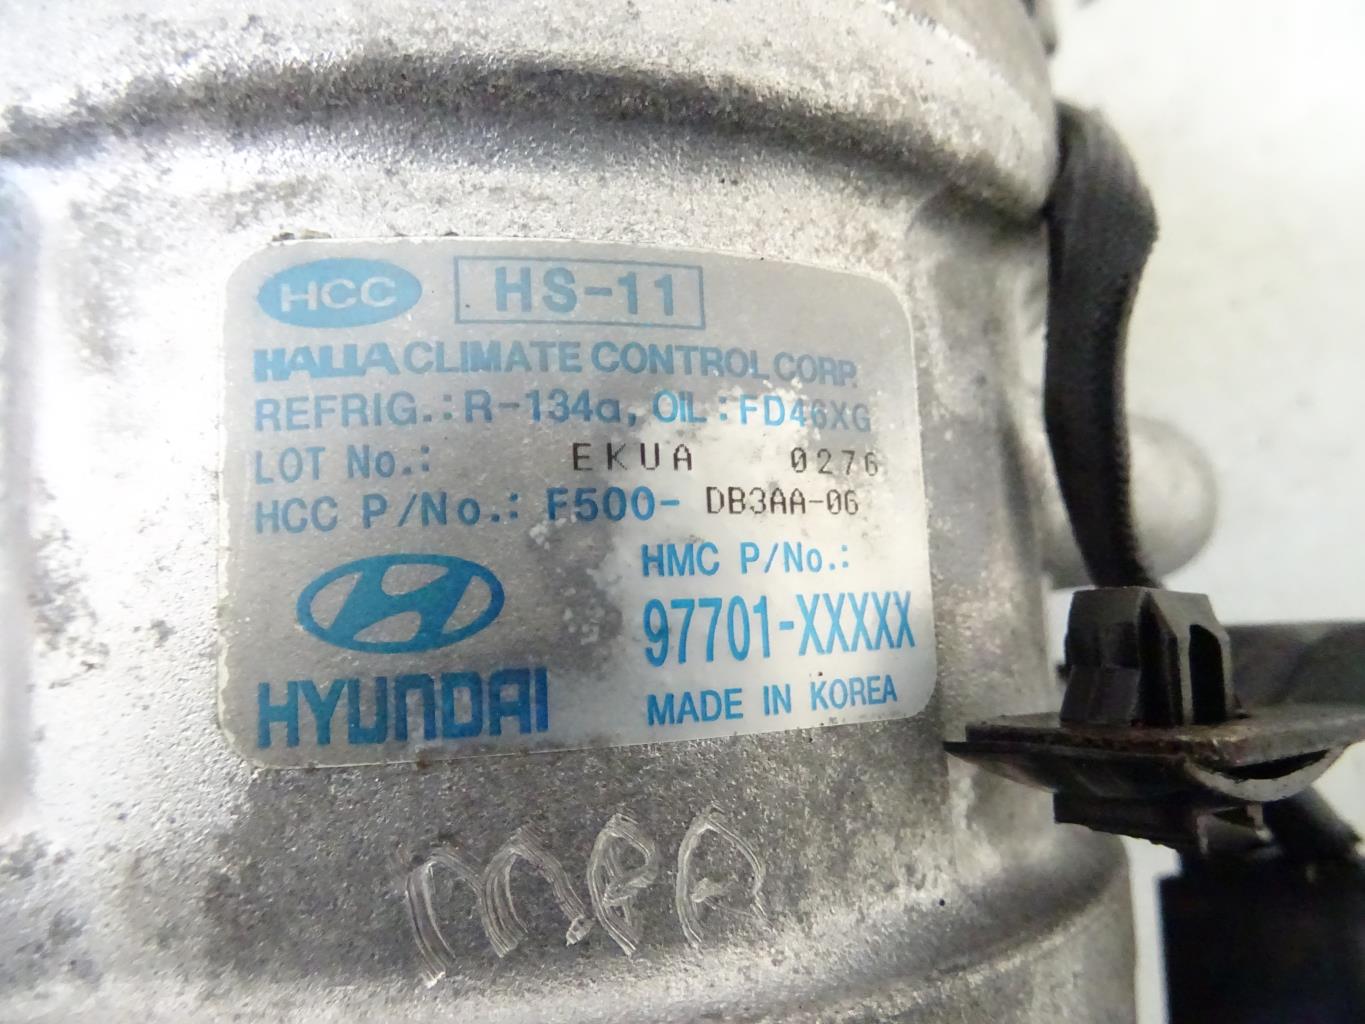 HCC HS-11
HALLA CLIMATE CONTROL CORP.
REFRIG.: R-134a, OIL: FD46XG
LOT No.: EKUA 0276
HCC P/No.: F500- DB3AA-06
HMC P/No.:
97701-XXXXX
HYUNDAI
MADE IN KOREA